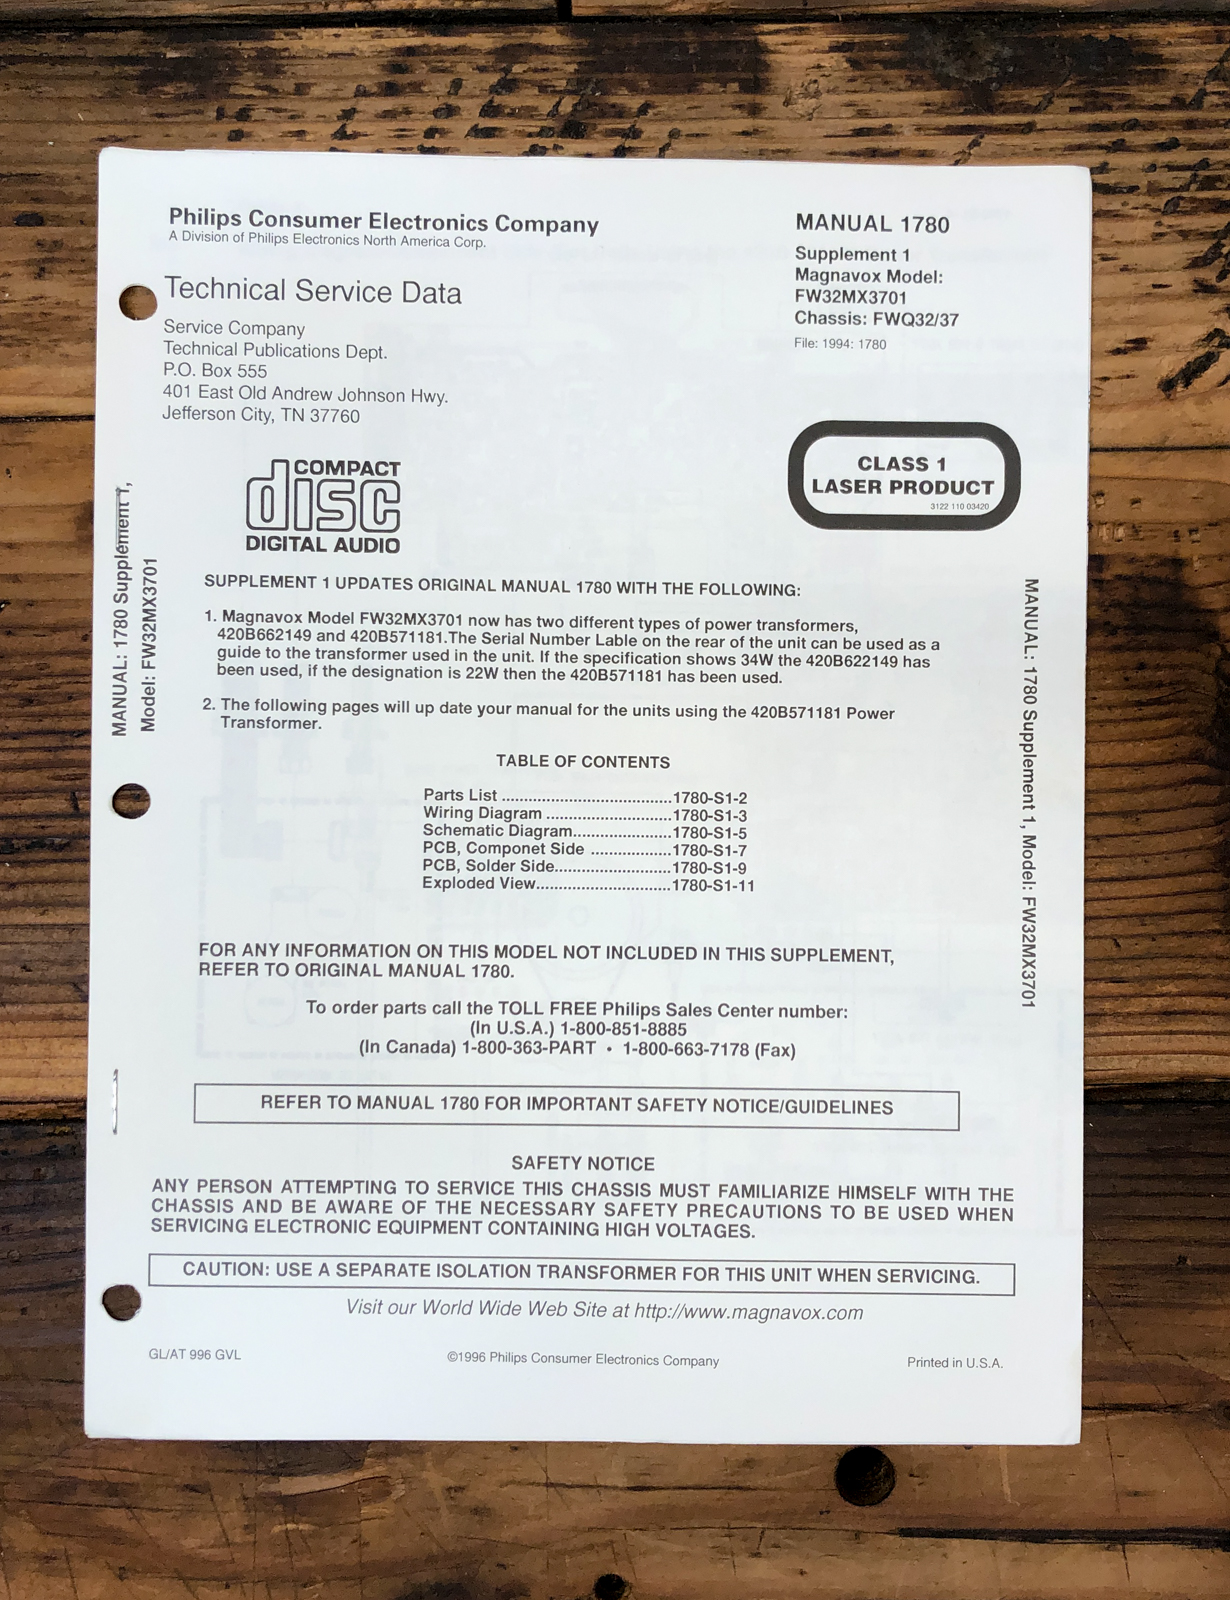 Philips Consumer Electronics Company
A Division of Philips Electronics North America Corp.
Technical Service Data
Service Company
Technical Publications Dept.
P.O. Box 555
401 East Old Andrew Johnson Hwy.
Jefferson City, TN 37760
MANUAL 1780
Supplement 1
Magnavox Model:
FW32MX3701
Chassis: FWQ32/37
File: 1994: 1780
COMPACT
disc
DIGITAL AUDIO
CLASS 1
LASER PRODUCT
3122 110 03420
MANUAL: 1780 Supplement 1,
Model: FW32MX3701
SUPPLEMENT 1 UPDATES ORIGINAL MANUAL 1780 WITH THE FOLLOWING:
1. Magnavox Model FW32MX3701 now has two different types of power transformers,
420B662149 and 420B571181.The Serial Number Lable on the rear of the unit can be used as a
guide to the transformer used in the unit. If the specification shows 34W the 420B622149 has
been used, if the designation is 22W then the 420B571181 has been used.
2. The following pages will up date your manual for the units using the 420B571181 Power
Transformer.
MANUAL: 1780 Supplement 1, Model: FW32MX3701
TABLE OF CONTENTS
Parts List ......................................1780-S1-2
Wiring Diagram ............................1780-S1-3
Schematic Diagram......................1780-S1-5
PCB, Componet Side ..................1780-S1-7
PCB, Solder Side..........................1780-S1-9
Exploded View..............................1780-S1-11
FOR ANY INFORMATION ON THIS MODEL NOT INCLUDED IN THIS SUPPLEMENT,
REFER TO ORIGINAL MANUAL 1780.
To order parts call the TOLL FREE Philips Sales Center number:
(In U.S.A.) 1-800-851-8885
(In Canada) 1-800-363-PART • 1-800-663-7178 (Fax)
REFER TO MANUAL 1780 FOR IMPORTANT SAFETY NOTICE/GUIDELINES
SAFETY NOTICE
ANY PERSON ATTEMPTING TO SERVICE THIS CHASSIS MUST FAMILIARIZE HIMSELF WITH THE
CHASSIS AND BE AWARE OF THE NECESSARY SAFETY PRECAUTIONS TO BE USED WHEN
SERVICING ELECTRONIC EQUIPMENT CONTAINING HIGH VOLTAGES.
CAUTION: USE A SEPARATE ISOLATION TRANSFORMER FOR THIS UNIT WHEN SERVICING.
Visit our World Wide Web Site at http://www.magnavox.com
GL/AT 996 GVL
©1996 Philips Consumer Electronics Company
Printed in U.S.A.